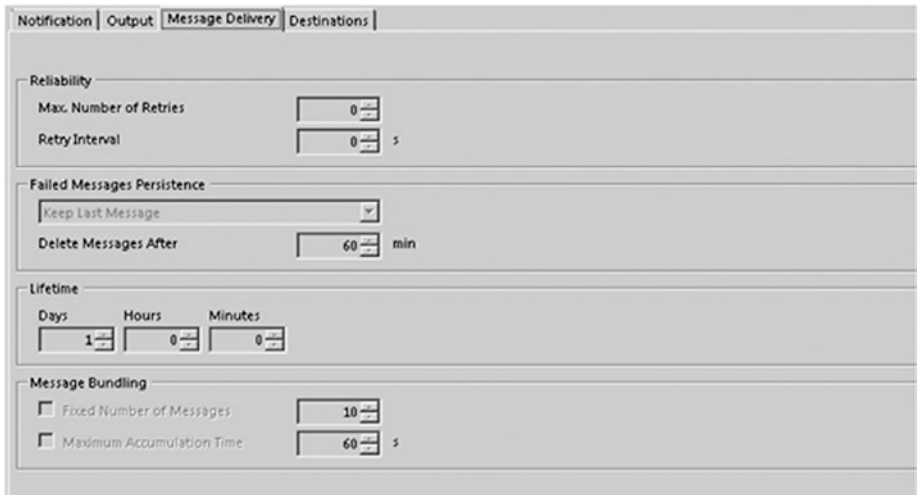 Notification Output Message Delivery Destinations
Reliability
Max. Number of Retries 0
Retry Interval 0 s
Failed Messages Persistence
Keep Last Message
Delete Messages After 60 min
Lifetime
Days Hours Minutes
1 0 0
Message Bundling
Fixed Number of Messages 10
Maximum Accumulation Time 60 s